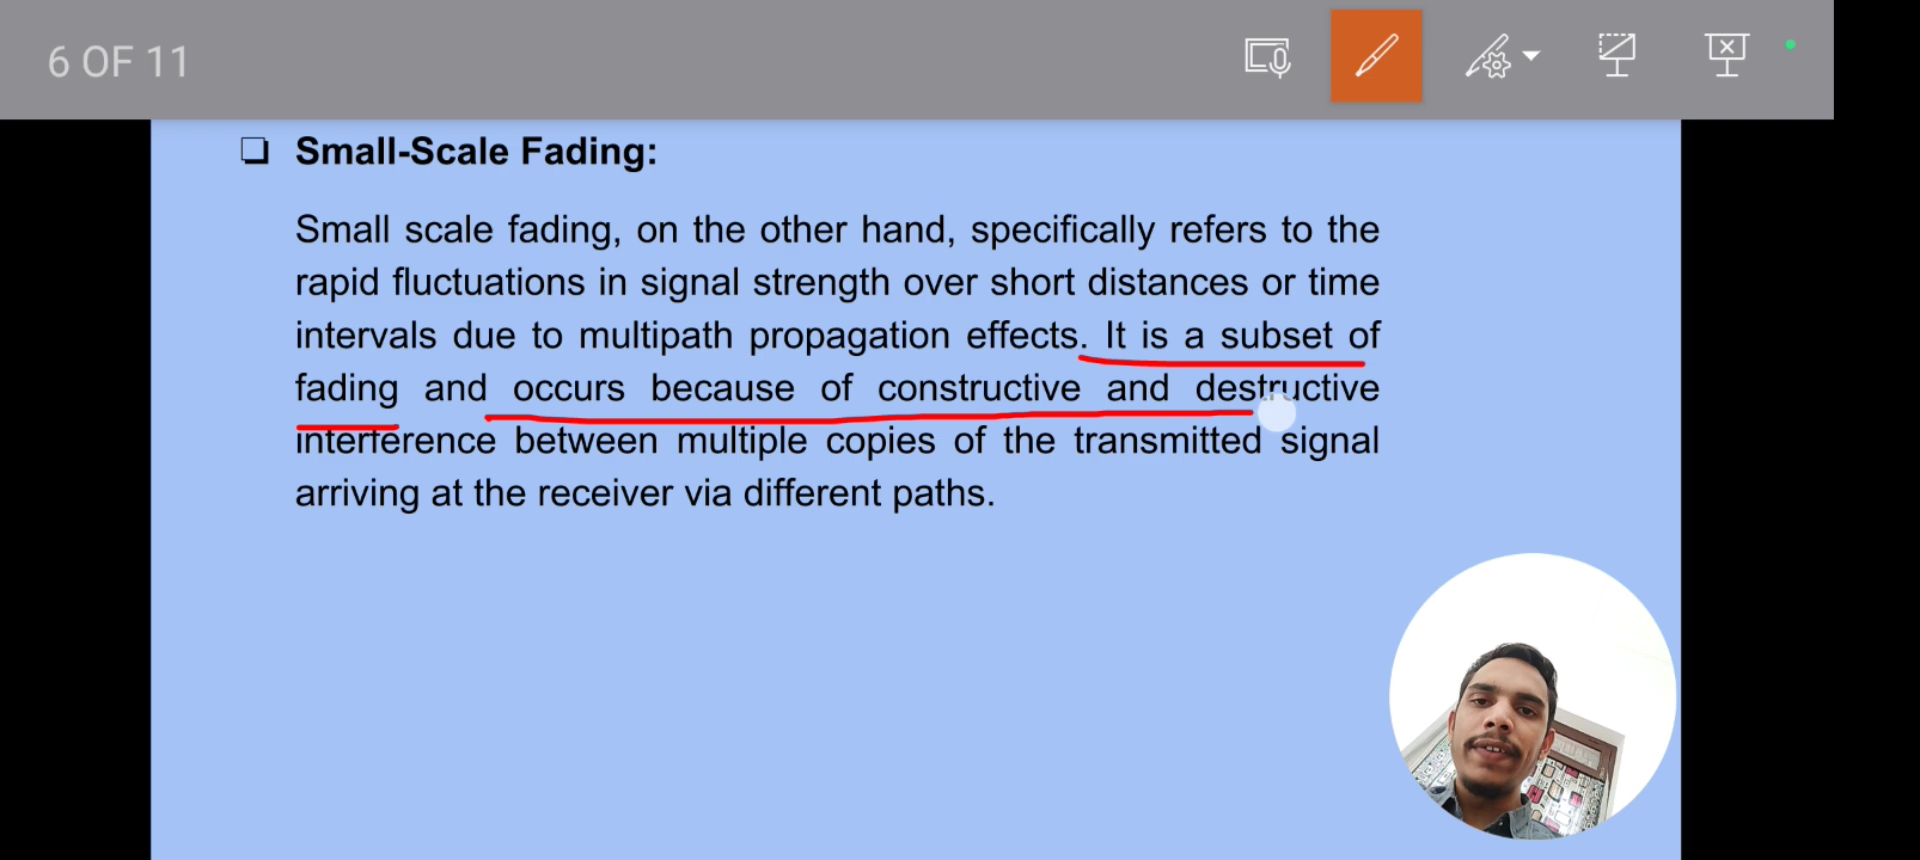 6 OF 11
Small-Scale Fading:
Small scale fading, on the other hand, specifically refers to the
rapid fluctuations in signal strength over short distances or time
intervals due to multipath propagation effects. It is a subset of
fading and occurs because of constructive and destructive
interference between multiple copies of the transmitted signal
arriving at the receiver via different paths.